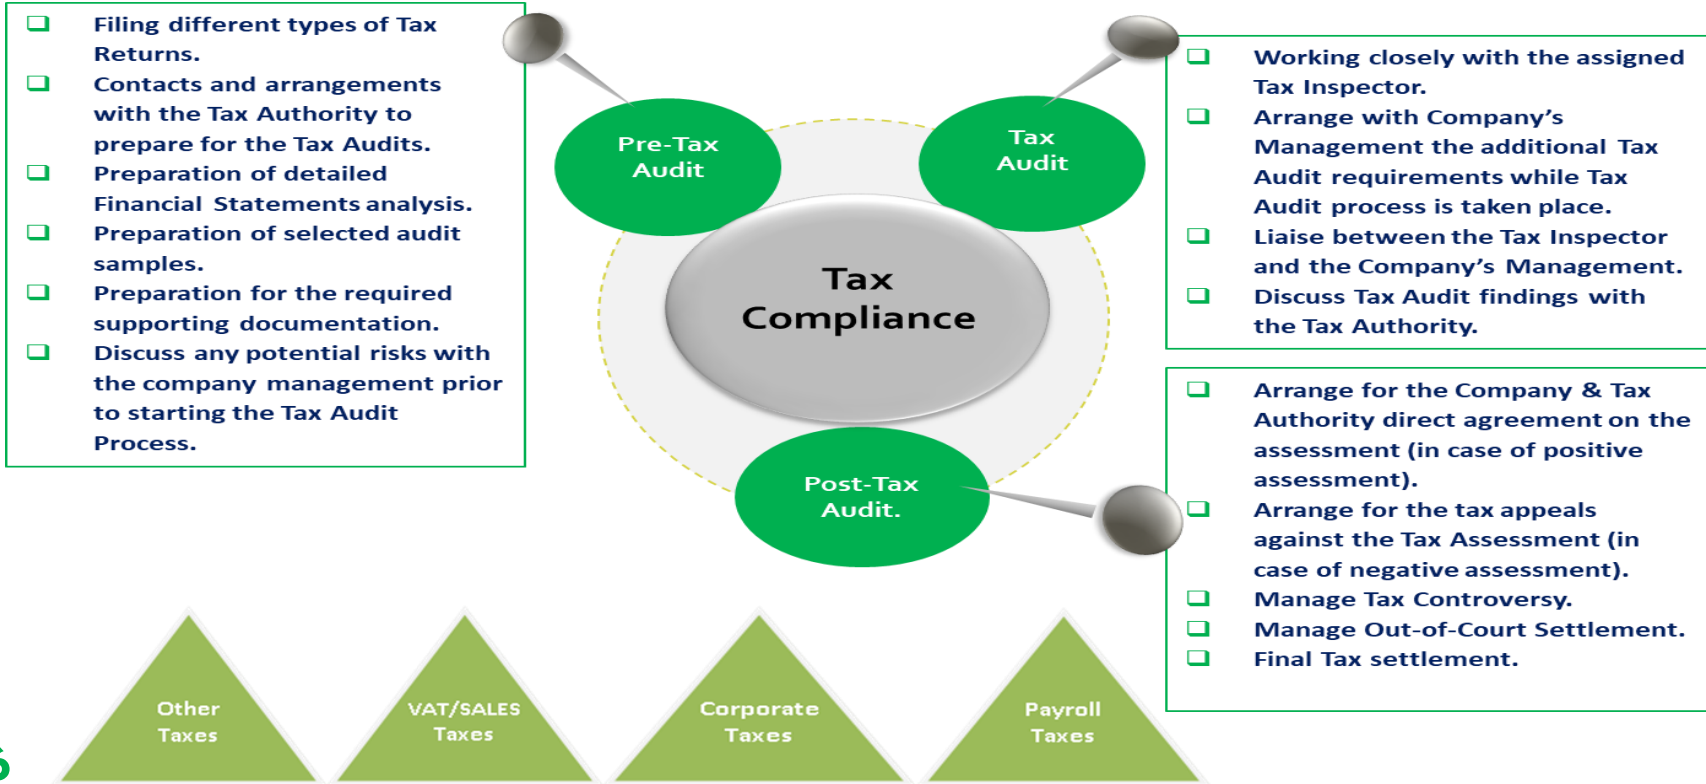 Filing different types of Tax
Returns.
Contacts and arrangements
with the Tax Authority to
prepare for the Tax Audits.
Preparation of detailed
Financial Statements analysis.
Preparation of selected audit
samples.
Preparation for the required
supporting documentation.
Discuss any potential risks with
the company management prior
to starting the Tax Audit
Process.
Pre-Tax
Audit
Tax
Audit
Tax
Compliance
Post-Tax
Audit.
Working closely with the assigned
Tax Inspector.
Arrange with Company’s
Management the additional Tax
Audit requirements while Tax
Audit process is taken place.
Liaise between the Tax Inspector
and the Company’s Management.
Discuss Tax Audit findings with
the Tax Authority.
Arrange for the Company & Tax
Authority direct agreement on the
assessment (in case of positive
assessment).
Arrange for the tax appeals
against the Tax Assessment (in
case of negative assessment).
Manage Tax Controversy.
Manage Out-of-Court Settlement.
Final Tax settlement.
Other
Taxes
VAT/SALES
Taxes
Corporate
Taxes
Payroll
Taxes